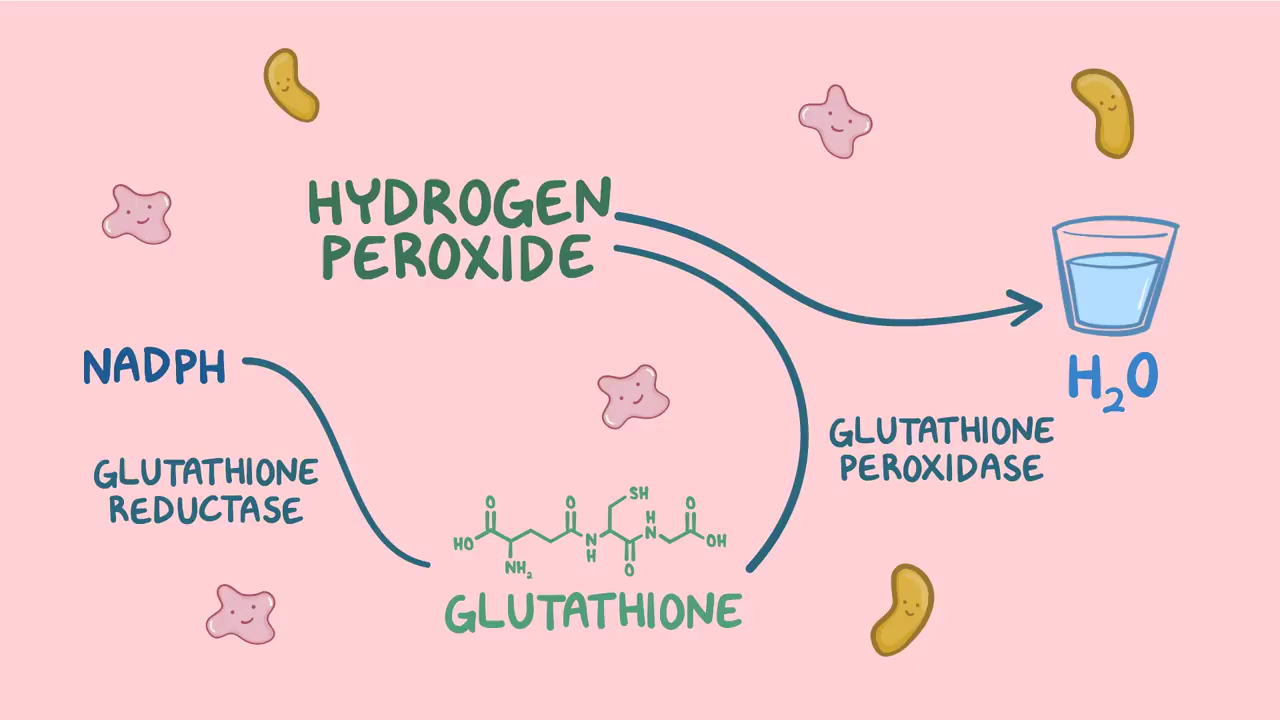 HYDROGEN
PEROXIDE
NADPH
H₂O
GLUTATHIONE
PEROXIDASE
GLUTATHIONE
REDUCTASE
O
O
SH
O
HO
NH₂
N
H
O
H
N
OH
GLUTATHIONE